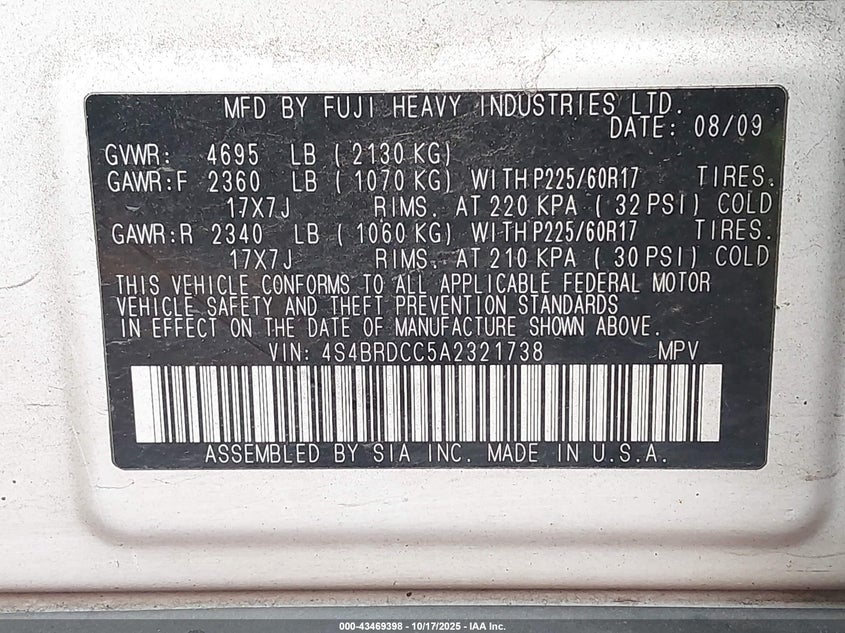 MFD BY FUJI HEAVY INDUSTRIES LTD.
DATE: 08/09
GVWR: 4695 LB ( 2130 KG)
GAWR:F 2360 LB ( 1070 KG) WITH P225/60R17 TIRES.
17X7J RIMS. AT 220 KPA ( 32 PSI) COLD
GAWR:R 2340 LB ( 1060 KG) WITH P225/60R17 TIRES.
17X7J RIMS. AT 210 KPA ( 30 PSI) COLD
THIS VEHICLE CONFORMS TO ALL APPLICABLE FEDERAL MOTOR
VEHICLE SAFETY AND THEFT PREVENTION STANDARDS
IN EFFECT ON THE DATE OF MANUFACTURE SHOWN ABOVE.
VIN: 4S4BRDCC5A2321738 MPV
ASSEMBLED BY SIA INC. MADE IN U.S.A.
000-43469398 - 10/17/2025 - IAA Inc.